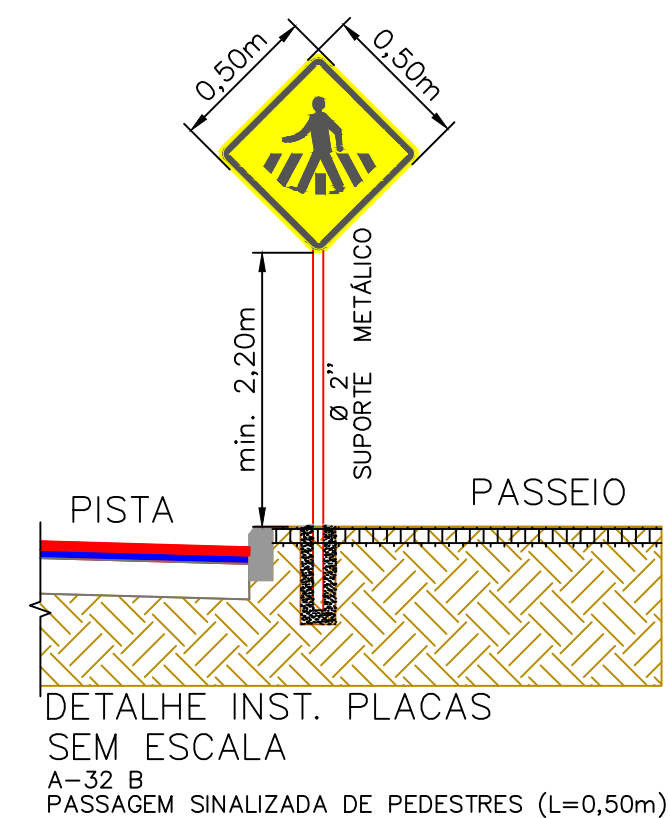 0,50m
0,50m
min. 2,20m
Ø 2”
SUPORTE METÁLICO
PISTA
PASSEIO
DETALHE INST. PLACAS
SEM ESCALA
A-32 B
PASSAGEM SINALIZADA DE PEDESTRES (L=0,50m)